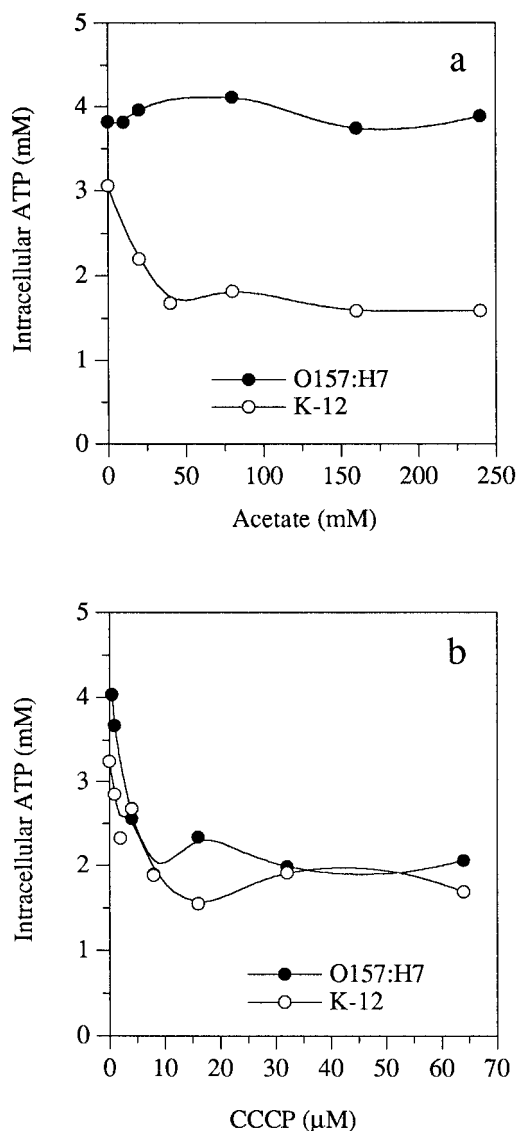 a
Intracellular ATP (mM)
5
4
3
2
1
0
O157:H7
K-12
0 50 100 150 200 250
Acetate (mM)
b
Intracellular ATP (mM)
5
4
3
2
1
0
O157:H7
K-12
0 10 20 30 40 50 60 70
CCCP (µM)